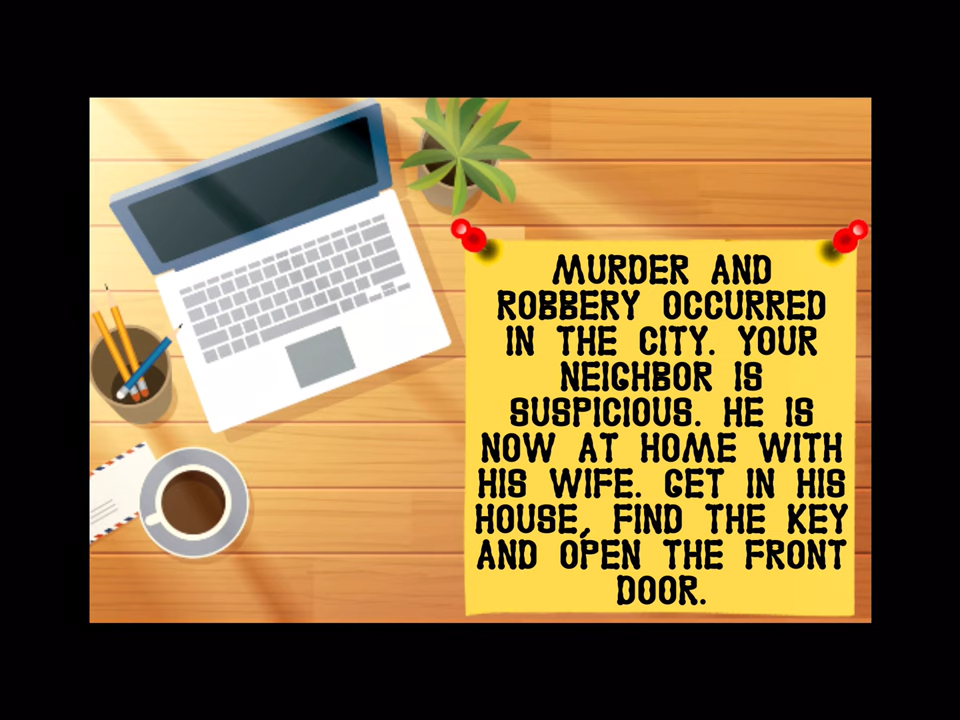 MURDER AND
ROBBERY OCCURRED
IN THE CITY. YOUR
NEIGHBOR IS
SUSPICIOUS. HE IS
NOW AT HOME WITH
HIS WIFE. GET IN HIS
HOUSE, FIND THE KEY
AND OPEN THE FRONT
DOOR.